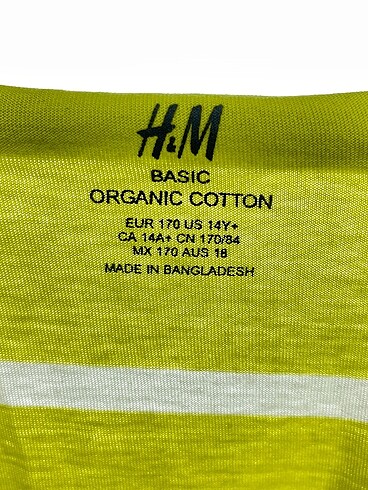 H&M
BASIC
ORGANIC COTTON
EUR 170 US 14Y+
CA 14A+ CN 170/84
MX 170 AUS 18
MADE IN BANGLADESH